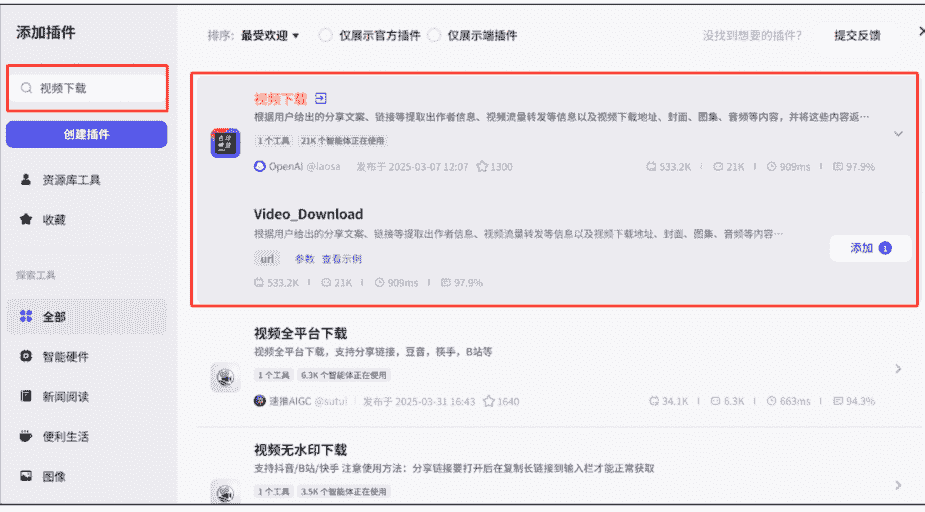 添加插件
视频下载
创建插件
资源库工具
收藏
探索工具
全部
智能硬件
新闻阅读
便利生活
图像
排序: 最受欢迎 仅展示官方插件 仅展示端插件 没找到想要的插件? 提交反馈
视频下载
根据用户给出的分享文案、链接等提取出作者信息、视频流量转发等信息以及视频下载地址、封面、图集、音频等内容，并将这些内容返…
1个工具 21K个智能体正在使用
OpenAI @laosa 发布于 2025-03-07 12:07 1300 533.2K 21K 909ms 97.9%
Video_Download
根据用户给出的分享文案、链接等提取出作者信息、视频流量转发等信息以及视频下载地址、封面、图集、音频等内容…
添加 1
url 参数 查看示例
533.2K 21K 909ms 97.9%
视频全平台下载
视频全平台下载，支持分享链接，豆音，筷手，B站等
1个工具 6.3K个智能体正在使用
速推AIGC @sutui 发布于 2025-03-31 16:43 1640 34.1K 6.3K 663ms 94.3%
视频无水印下载
支持抖音/B站/快手 注意使用方法：分享链接要打开后在复制长链接到输入栏才能正常获取
1个工具 3.5K个智能体正在使用